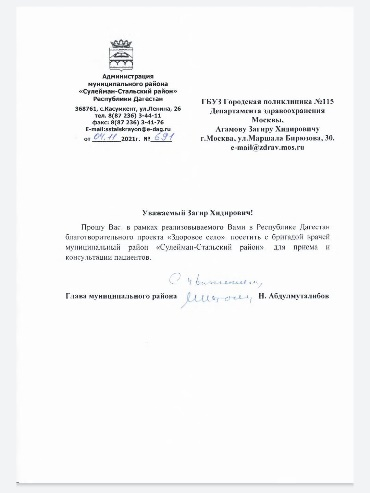 Администрация
муниципального района
«Сулейман-Стальский район»
Республики Дагестан
368761, с.Касумкент, ул.Ленина, 26
тел. 8(87 236) 3-44-11
факс: 8(87 236) 3-41-76
E-mail:sstalskrayon@e-dag.ru
от 04.11 2021г. № 691
ГБУЗ Городская поликлиника №115
Департамента здравоохранения
Москвы.
Агамову Загиру Хидировичу
г.Москва, ул.Маршала Бирюзова, 30.
e-mail@zdrav.mos.ru
Уважаемый Загир Хидирович!
Прошу Вас в рамках реализовываемого Вами в Республике Дагестан
благотворительного проекта «Здоровое село» посетить с бригадой врачей
муниципальный район «Сулейман-Стальский район» для приема и
консультации пациентов.
С уважением,
Глава муниципального района Н. Абдулмуталибов